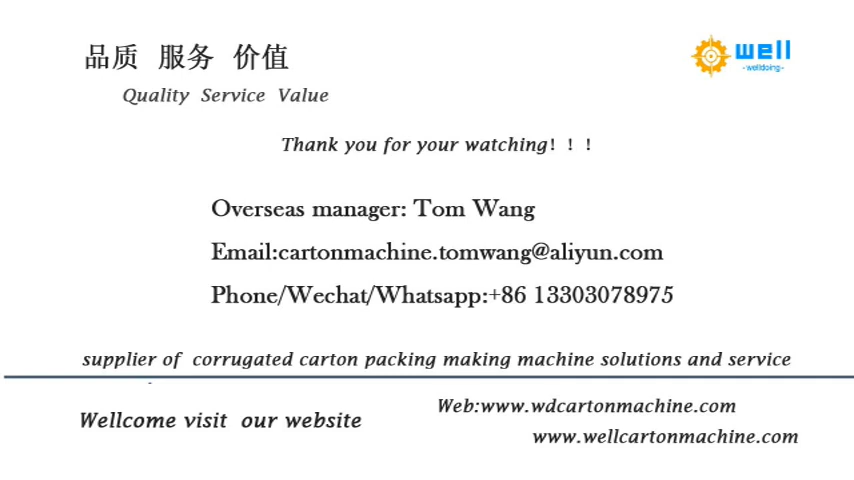 品质 服务 价值
well
-welldoing-
Quality Service Value
Thank you for your watching! ! !
Overseas manager: Tom Wang
Email:cartonmachine.tomwang@aliyun.com
Phone/Wechat/Whatsapp:+86 13303078975
supplier of corrugated carton packing making machine solutions and service
Wellcome visit our website
Web:www.wdcartonmachine.com
www.wellcartonmachine.com